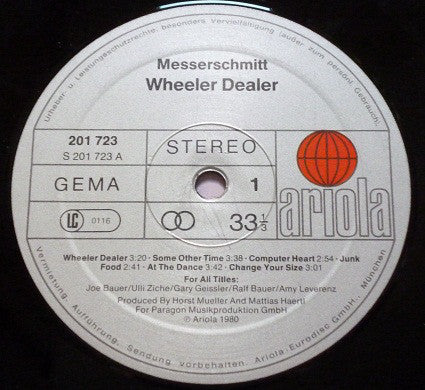 Urheber- u. Leistungsschutzrechte, besonders Vervielfältigung (außer zum persönl. Gebrauch),
Messerschmitt
Wheeler Dealer
201 723
S 201 723 A
STEREO
GEMA
1
LC 0116
33 1/3
ariola
Wheeler Dealer 3:20 · Some Other Time 3:38 · Computer Heart 2:54 · Junk
Food 2:41 · At The Dance 3:42 · Change Your Size 3:01
For All Titles:
Joe Bauer/Ulli Ziche/Gary Geissler/Ralf Bauer/Amy Leverenz
Produced By Horst Mueller And Mattias Haertl
For Paragon Musikproduktion GmbH
℗ Ariola 1980
Vermietung, Aufführung, Sendung vorbehalten. Ariola-Eurodisc GmbH., München